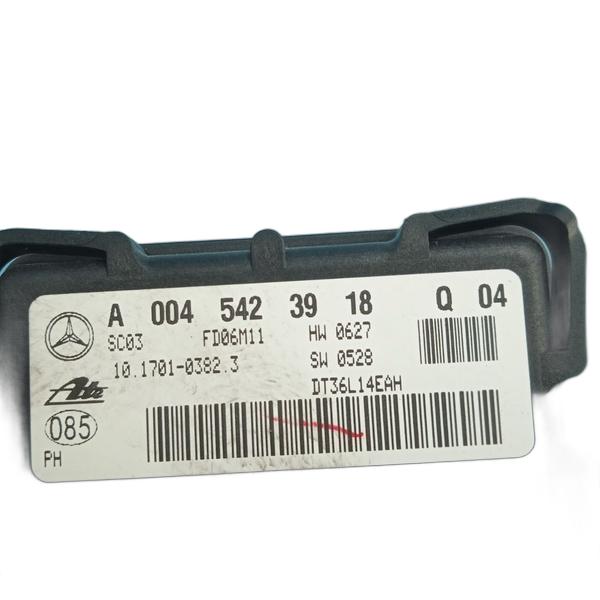 A 004 542 39 18 Q 04
SC03 FD06M11 HW 0627
10.1701-0382.3 SW 0528
Ate DT36L14EAH
085
PH